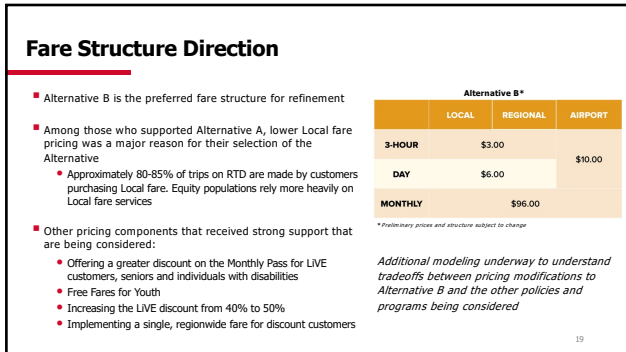 Fare Structure Direction
Alternative B is the preferred fare structure for refinement
Among those who supported Alternative A, lower Local fare
pricing was a major reason for their selection of the
Alternative
Approximately 80-85% of trips on RTD are made by customers
purchasing Local fare. Equity populations rely more heavily on
Local fare services
Other pricing components that received strong support that
are being considered:
Offering a greater discount on the Monthly Pass for LiVE
customers, seniors and individuals with disabilities
Free Fares for Youth
Increasing the LiVE discount from 40% to 50%
Implementing a single, regionwide fare for discount customers
Alternative B*
LOCAL REGIONAL AIRPORT
3-HOUR $3.00
$10.00
DAY $6.00
MONTHLY $96.00
*Preliminary prices and structure subject to change
Additional modeling underway to understand
tradeoffs between pricing modifications to
Alternative B and the other policies and
programs being considered
19